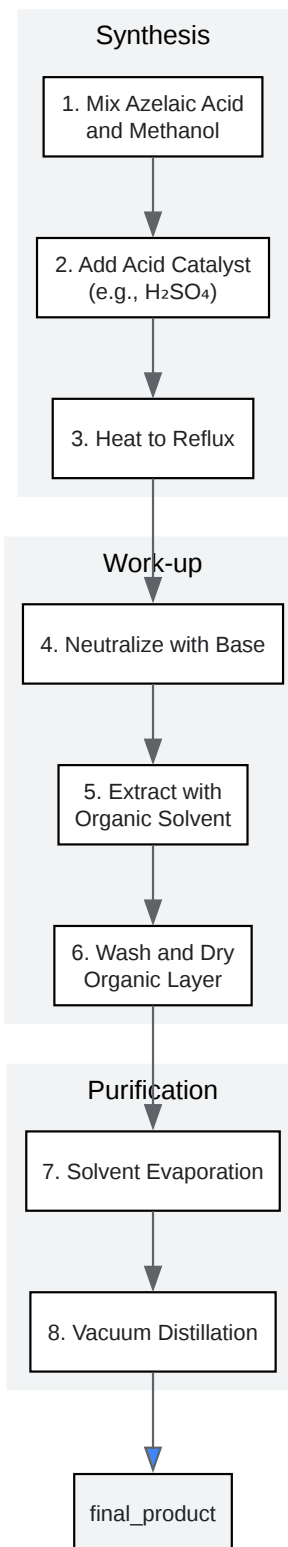 Synthesis
1. Mix Azelaic Acid
and Methanol
2. Add Acid Catalyst
(e.g., H₂SO₄)
3. Heat to Reflux
Work-up
4. Neutralize with Base
5. Extract with
Organic Solvent
6. Wash and Dry
Organic Layer
Purification
7. Solvent Evaporation
8. Vacuum Distillation
final_product